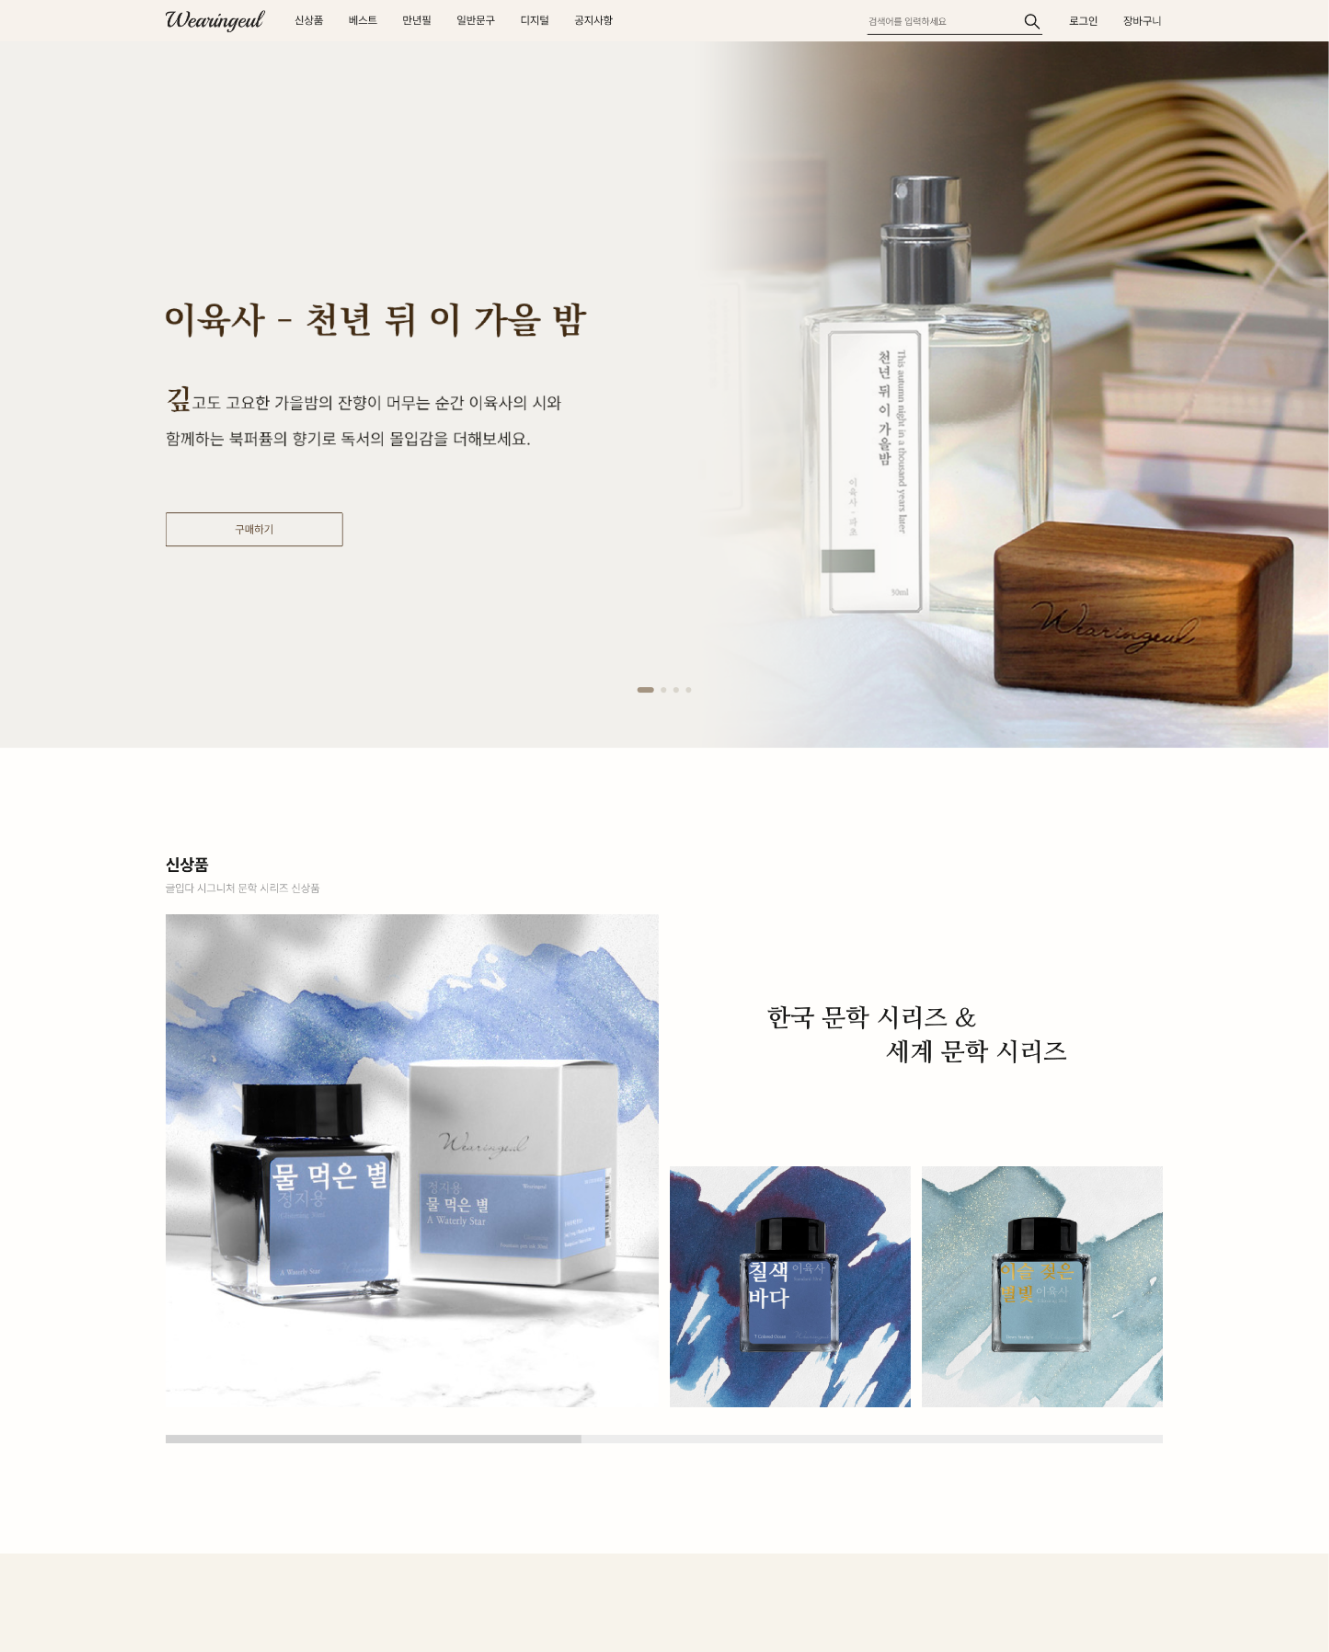 Wearingeul
신상품
베스트
만년필
일반문구
디지털
공지사항
검색어를 입력하세요
로그인
장바구니
이육사 - 천년 뒤 이 가을 밤
깊고도 고요한 가을밤의 잔향이 머무는 순간 이육사의 시와
함께하는 북퍼퓸의 향기로 독서의 몰입감을 더해보세요.
구매하기
천년 뒤 이 가을밤
This autumn night in a thousand years later
이육사 - 파초
Wearingeul
신상품
글입다 시그니처 문학 시리즈 신상품
한국 문학 시리즈 &
세계 문학 시리즈
물 먹은 별
정지용
A Waterly Star
Wearingeul
정지용
Wearingeul
물 먹은 별
A Waterly Star
칠색
이육사
바다
이슬 젖은
별빛
이육사